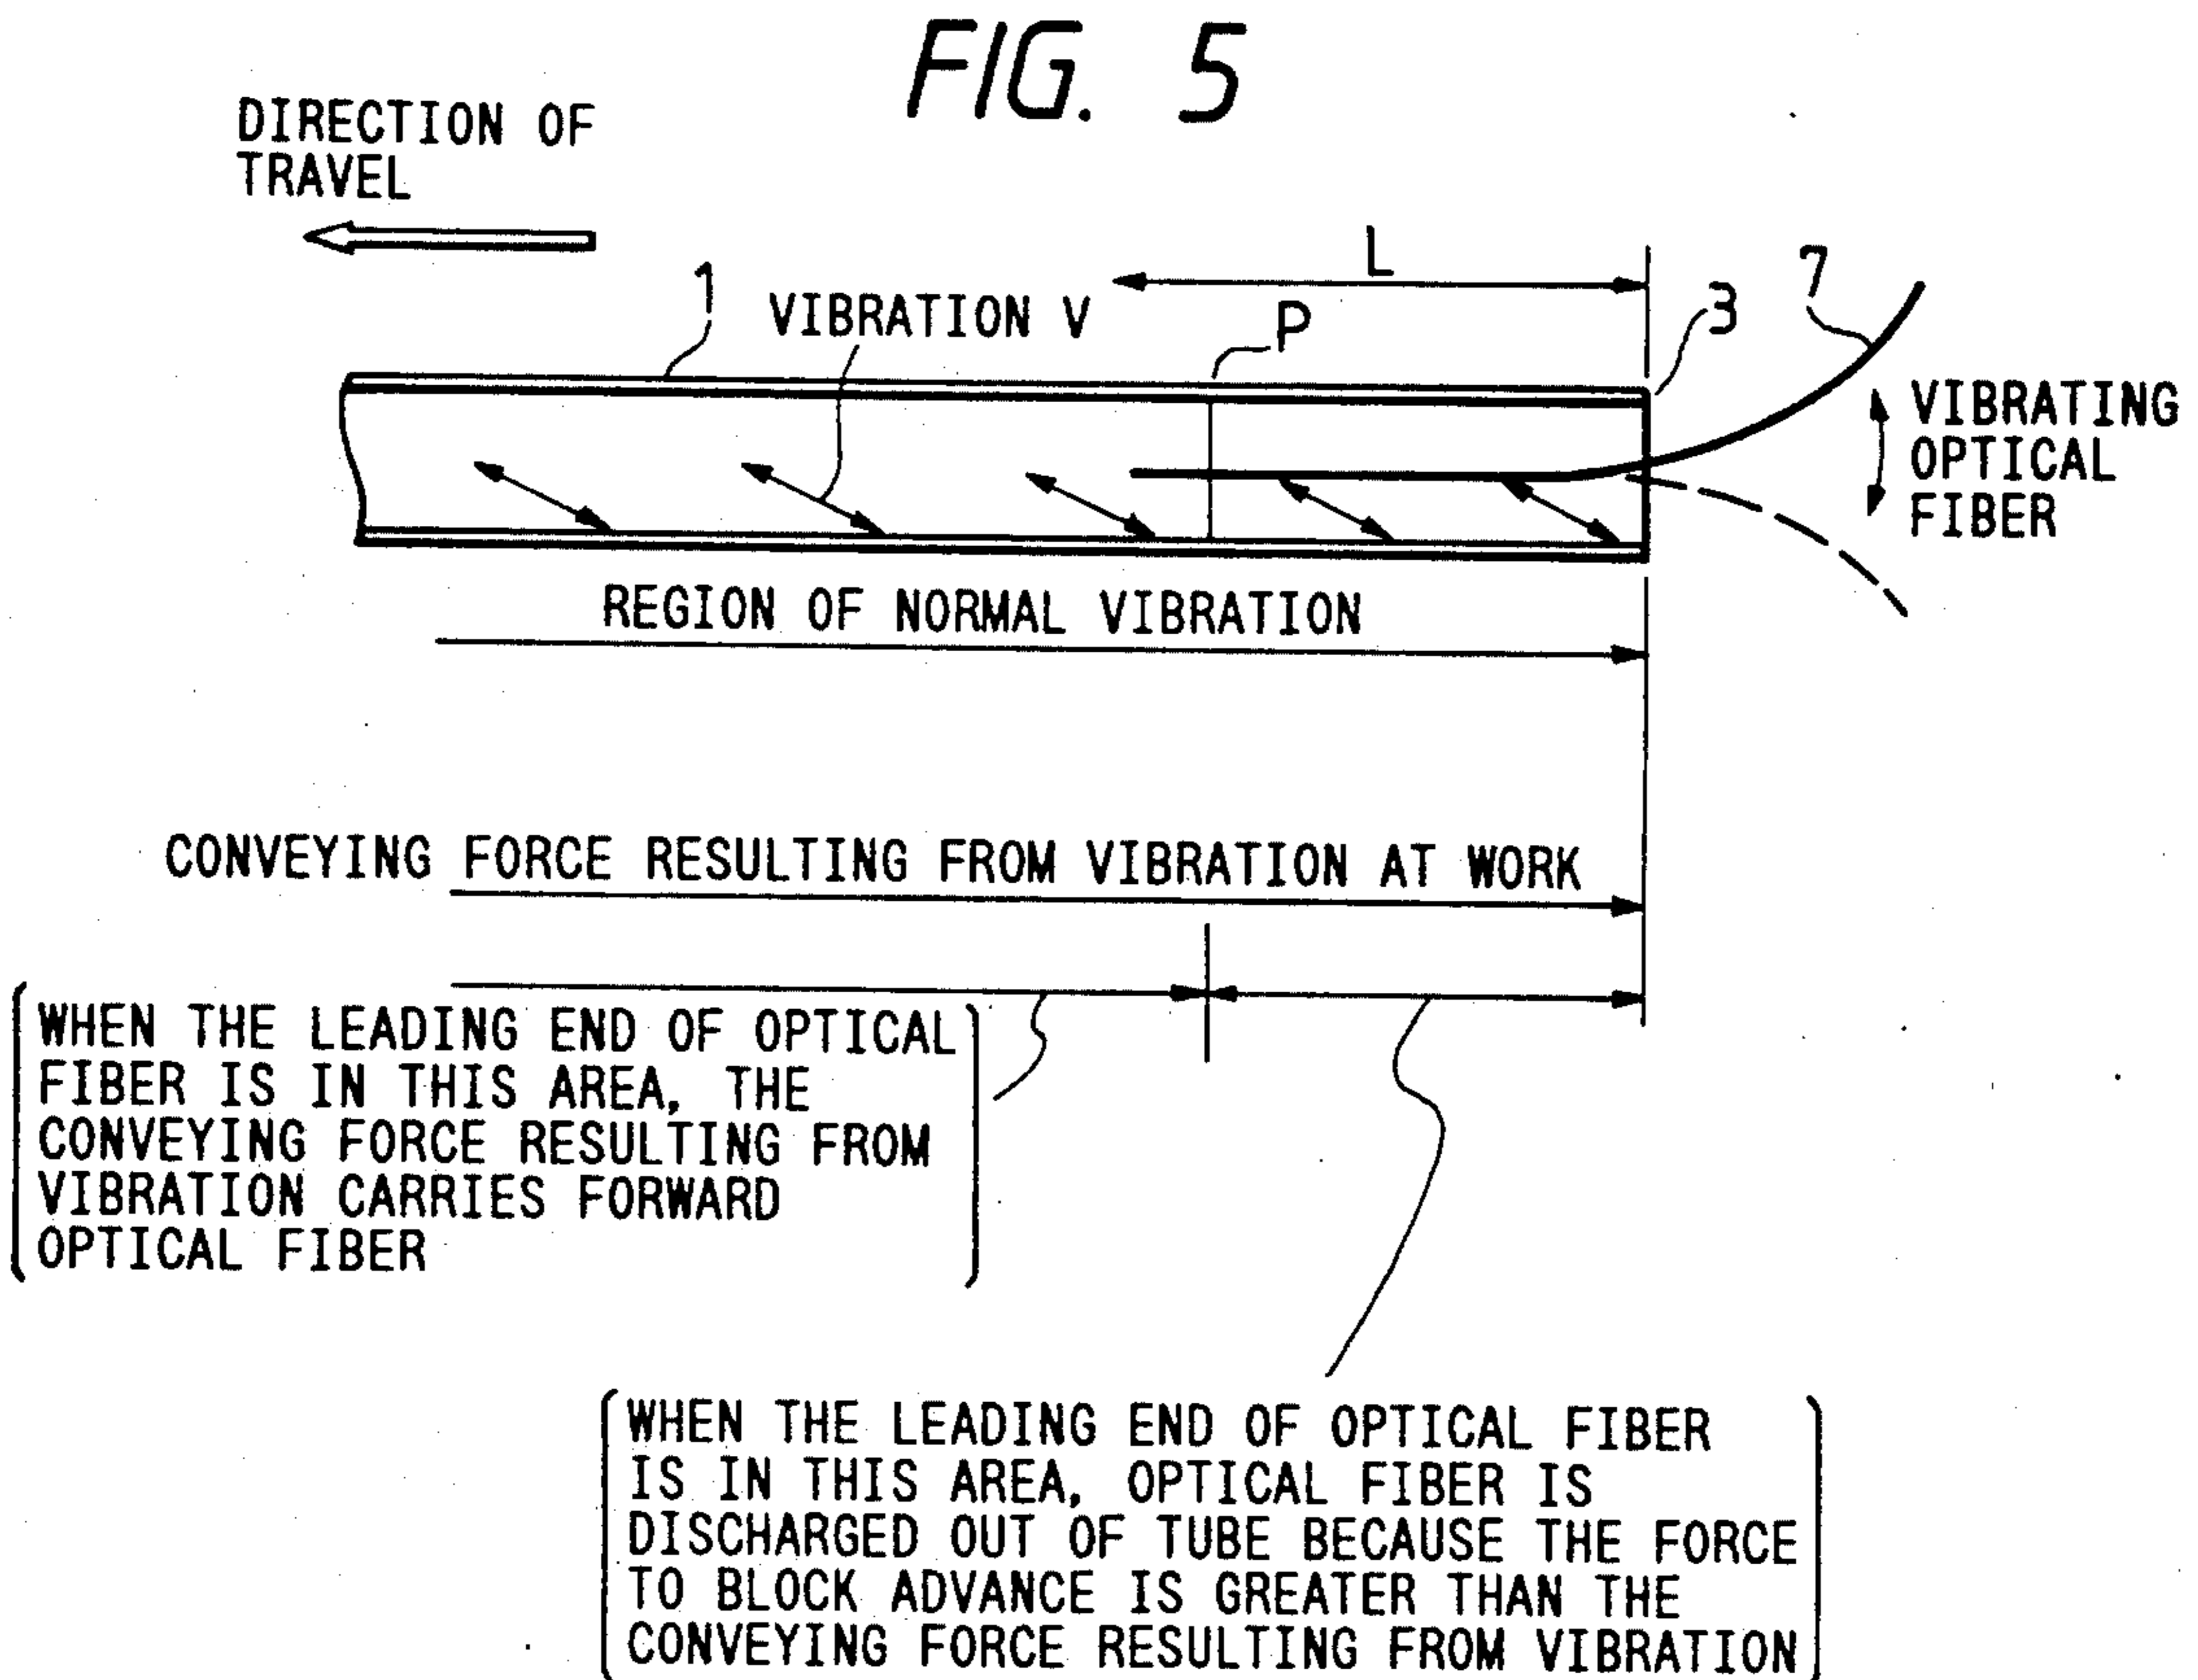 FIG. 5
DIRECTION OF
TRAVEL
L
1
VIBRATION V
P
3
7
VIBRATING
OPTICAL
FIBER
REGION OF NORMAL VIBRATION
CONVEYING FORCE RESULTING FROM VIBRATION AT WORK
WHEN THE LEADING END OF OPTICAL
FIBER IS IN THIS AREA, THE
CONVEYING FORCE RESULTING FROM
VIBRATION CARRIES FORWARD
OPTICAL FIBER
WHEN THE LEADING END OF OPTICAL FIBER
IS IN THIS AREA, OPTICAL FIBER IS
DISCHARGED OUT OF TUBE BECAUSE THE FORCE
TO BLOCK ADVANCE IS GREATER THAN THE
CONVEYING FORCE RESULTING FROM VIBRATION